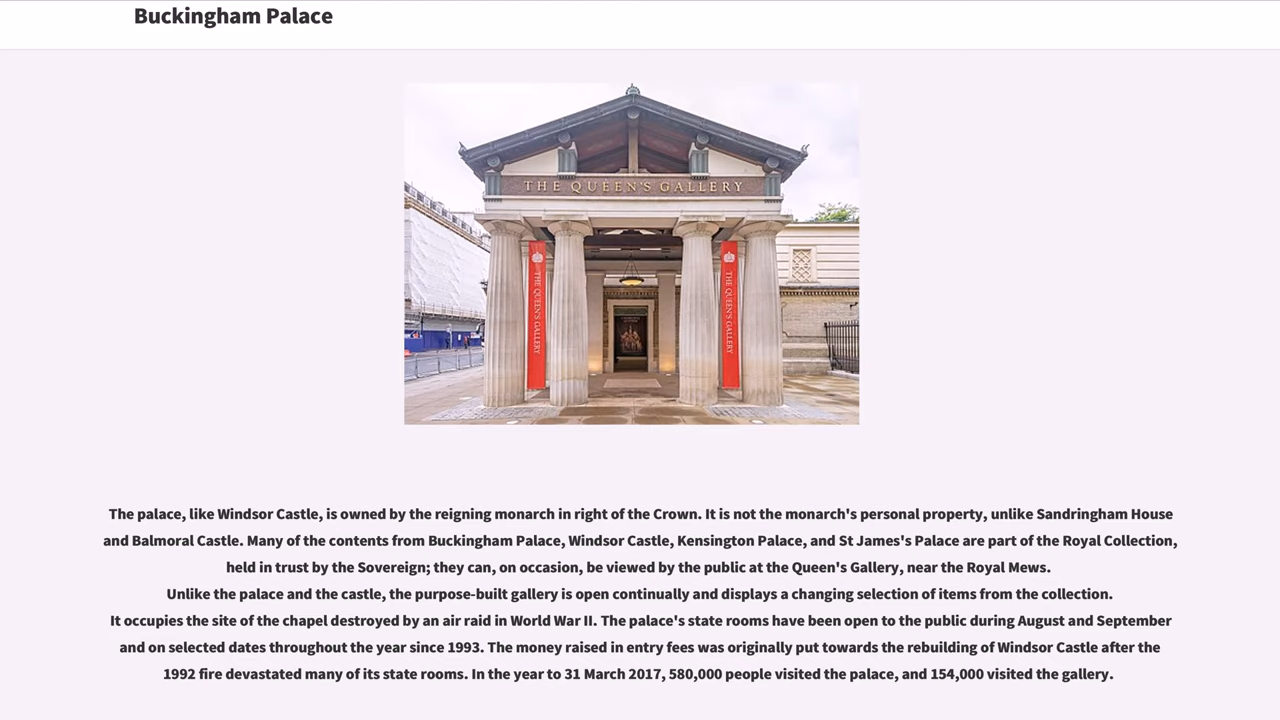 Buckingham Palace
THE QUEEN'S GALLERY
THE QUEEN'S GALLERY
THE QUEEN'S GALLERY
The palace, like Windsor Castle, is owned by the reigning monarch in right of the Crown. It is not the monarch's personal property, unlike Sandringham House
and Balmoral Castle. Many of the contents from Buckingham Palace, Windsor Castle, Kensington Palace, and St James's Palace are part of the Royal Collection,
held in trust by the Sovereign; they can, on occasion, be viewed by the public at the Queen's Gallery, near the Royal Mews.
Unlike the palace and the castle, the purpose-built gallery is open continually and displays a changing selection of items from the collection.
It occupies the site of the chapel destroyed by an air raid in World War II. The palace's state rooms have been open to the public during August and September
and on selected dates throughout the year since 1993. The money raised in entry fees was originally put towards the rebuilding of Windsor Castle after the
1992 fire devastated many of its state rooms. In the year to 31 March 2017, 580,000 people visited the palace, and 154,000 visited the gallery.